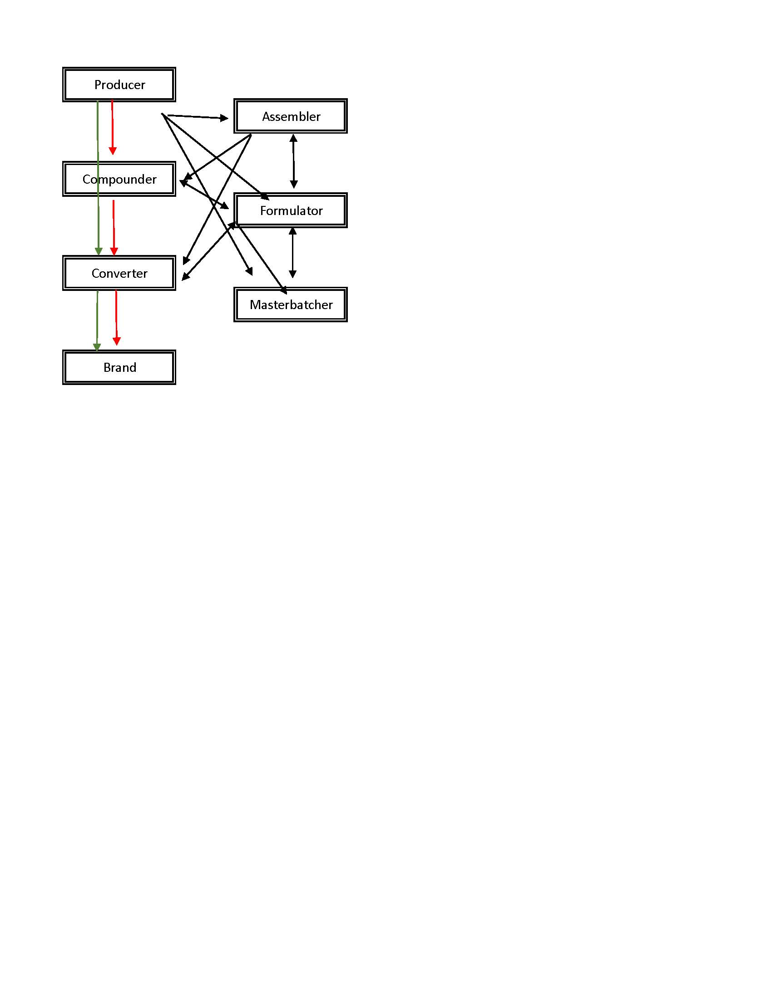 Producer
Assembler
Compounder
Formulator
Converter
Masterbatcher
Brand